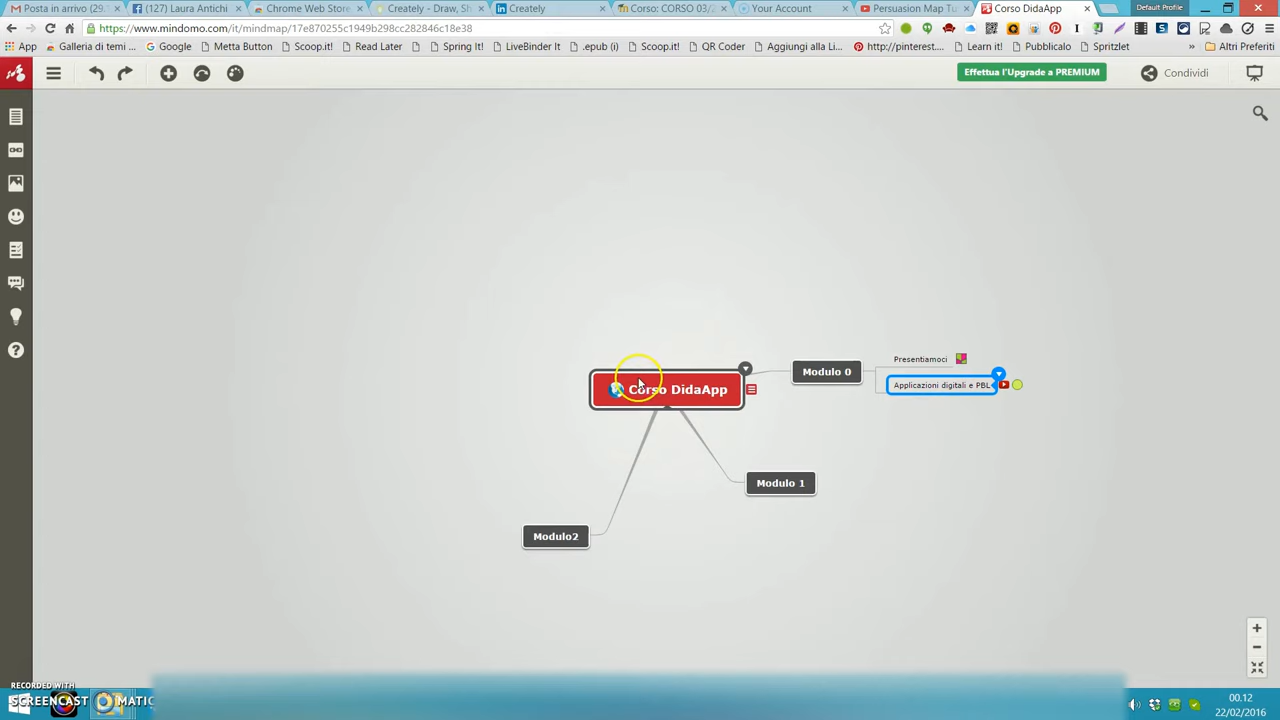 Posta in arrivo (29.
(127) Laura Antichi
Chrome Web Store
Creately - Draw, Sh
Creately
Corso: CORSO 03/2
Your Account
Persuasion Map Tu
Corso DidaApp
Default Profile
https://www.mindomo.com/it/mindmap/17e870255c1949b298cc282846c18e38
App
Galleria di temi ...
Google
Metta Button
Scoop.it!
Read Later
Spring It!
LiveBinder It
.epub (i)
Scoop.it!
QR Coder
Aggiungi alla Li...
http://pinterest...
Learn it!
Pubblicalo
Spritzlet
»
Altri Preferiti
Effettua l'Upgrade a PREMIUM
Condividi
Presentiamoci
Modulo 0
Applicazioni digitali e PBL
Corso DidaApp
Modulo 1
Modulo2
RECORDED WITH
SCREENCAST
MATIC
00.12
22/02/2016